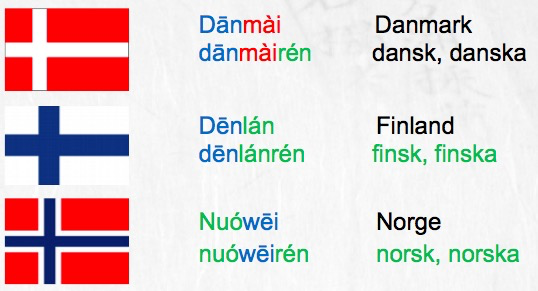 Dānmài Danmark
dānmàirén dansk, danska
Dēnlán Finland
dēnlánrén finsk, finska
Nuówēi Norge
nuówēirén norsk, norska